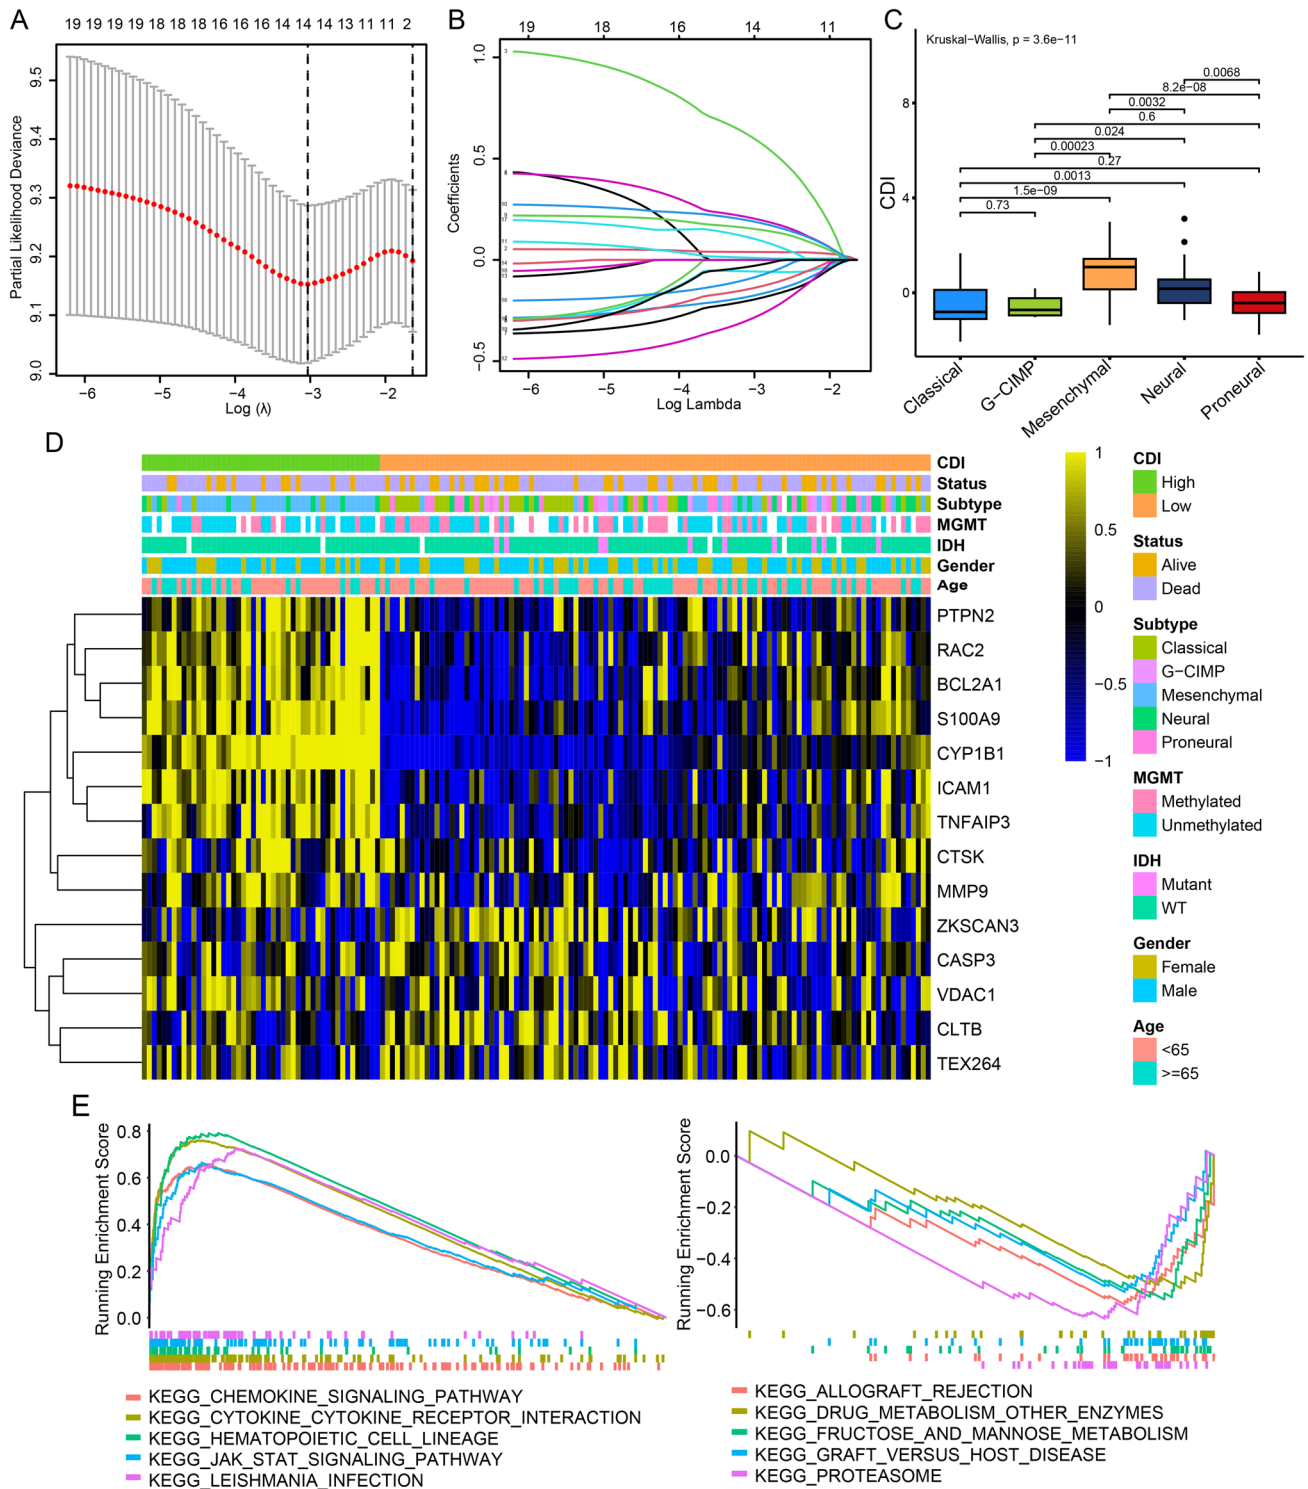 A
19 19 19 19 19 18 18 18 16 16 16 16 14 14 14 13 11 11 2
Partial Likelihood Deviance
9.5
9.4
9.3
9.2
9.1
9.0
−6 −5 −4 −3 −2
Log (λ)
B
19 18 16 16 11
Coefficients
1.0
0.5
0.0
−0.5
−6 −5 −4 −3 −2
Log Lambda
C
Kruskal−Wallis, p = 3.6e−11
CDI
8
4
0
0.0068
8.2e−08
0.0032
0.6
0.024
0.00023
0.27
0.0013
1.5e−09
0.73
Classical
G−CIMP
Mesenchymal
Neural
Proneural
D
CDI
Status
Subtype
MGMT
IDH
Gender
Age
PTPN2
RAC2
BCL2A1
S100A9
CYP1B1
ICAM1
TNFAIP3
CTSK
MMP9
ZKSCAN3
CASP3
VDAC1
CLTB
TEX264
1
0.5
0
−0.5
−1
CDI
High
Low
Status
Alive
Dead
Subtype
Classical
G−CIMP
Mesenchymal
Neural
Proneural
MGMT
Methylated
Unmethylated
IDH
Mutant
WT
Gender
Female
Male
Age
<65
>=65
E
Running Enrichment Score
0.8
0.6
0.4
0.2
0.0
KEGG_CHEMOKINE_SIGNALING_PATHWAY
KEGG_CYTOKINE_CYTOKINE_RECEPTOR_INTERACTION
KEGG_HEMATOPOIETIC_CELL_LINEAGE
KEGG_JAK_STAT_SIGNALING_PATHWAY
KEGG_LEISHMANIA_INFECTION
Running Enrichment Score
0.0
−0.2
−0.4
−0.6
KEGG_ALLOGRAFT_REJECTION
KEGG_DRUG_METABOLISM_OTHER_ENZYMES
KEGG_FRUCTOSE_AND_MANNOSE_METABOLISM
KEGG_GRAFT_VERSUS_HOST_DISEASE
KEGG_PROTEASOME